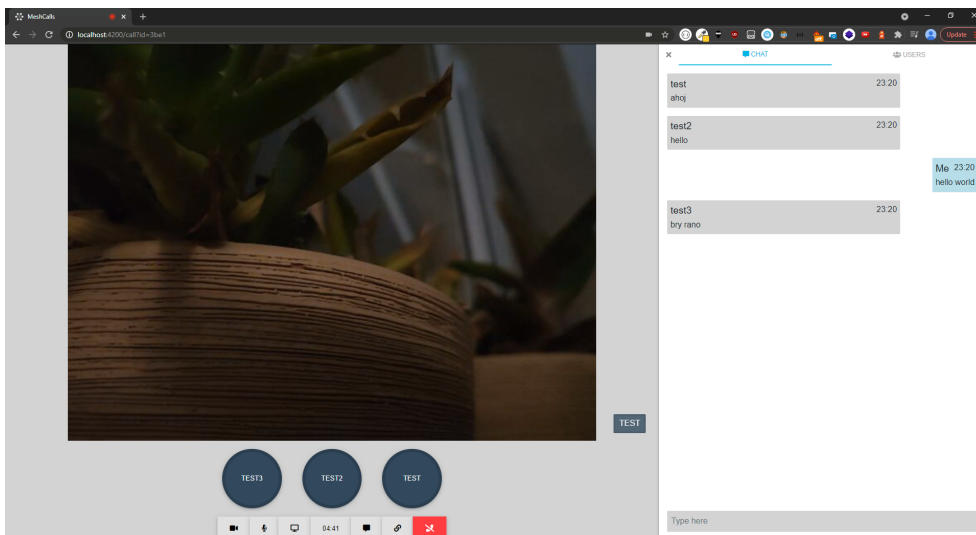 MeshCalls
localhost:4200/call?id=3be1
Update
CHAT
USERS
test 23:20
ahoj
test2 23:20
hello
Me 23:20
hello world
test3 23:20
bry rano
TEST
TEST3 TEST2 TEST
04:41
Type here